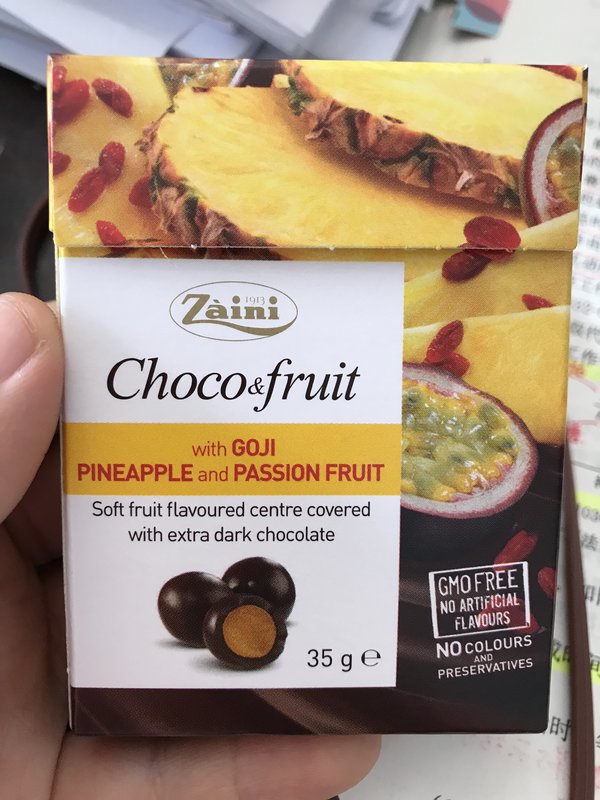 Zàini
1913
Choco&fruit
with GOJI
PINEAPPLE and PASSION FRUIT
Soft fruit flavoured centre covered
with extra dark chocolate
35 g ℮
GMO FREE
NO ARTIFICIAL
FLAVOURS
NO COLOURS
AND
PRESERVATIVES